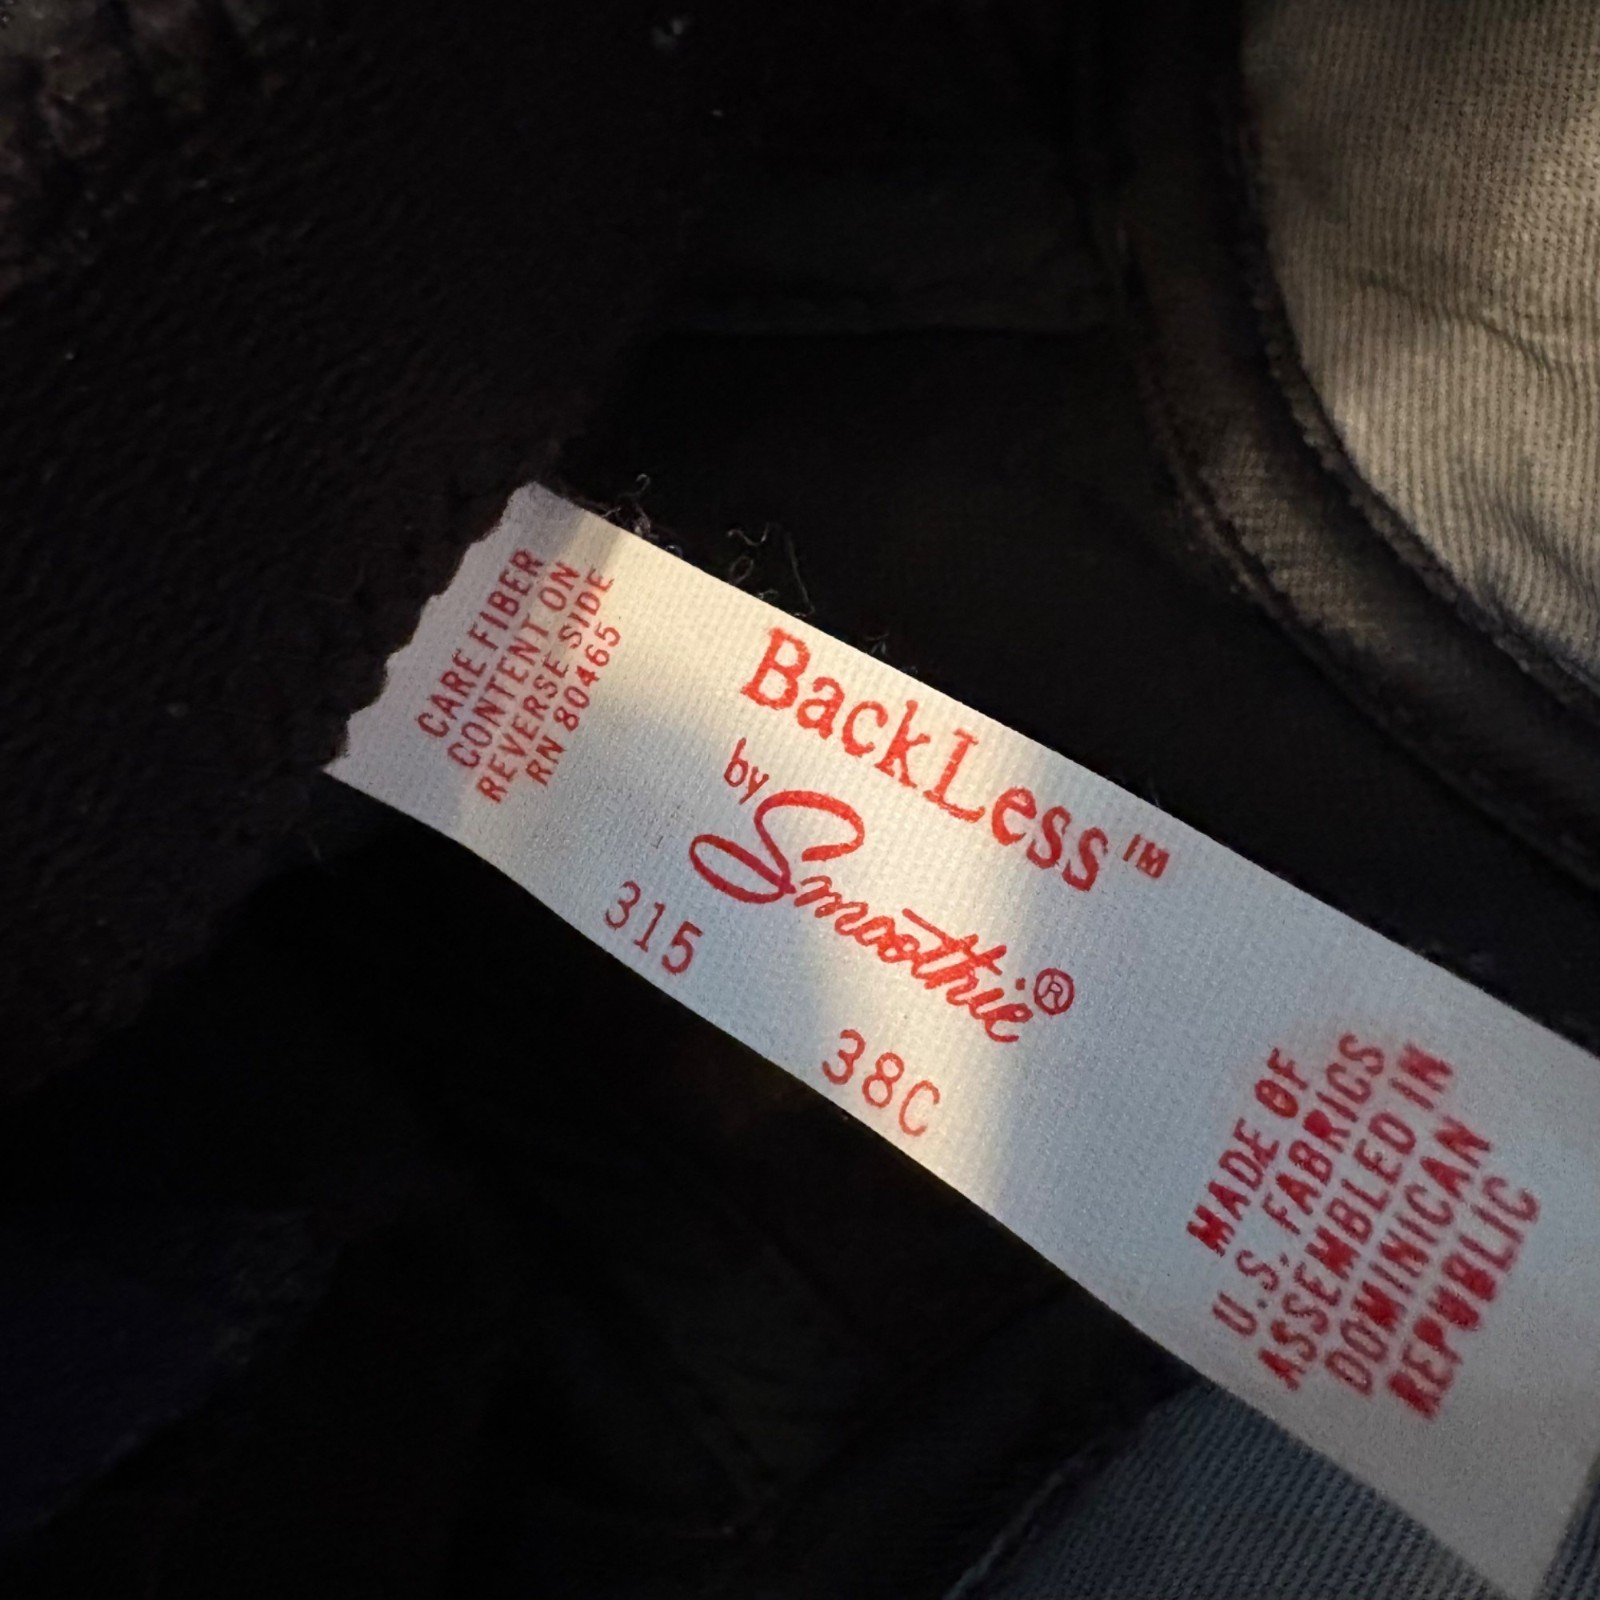 CARE FIBER
CONTENT ON
REVERSE SIDE
RN 80465
BackLess™
by
Smoothie®
315
38C
MADE OF
U.S. FABRICS
ASSEMBLED IN
DOMINICAN
REPUBLIC